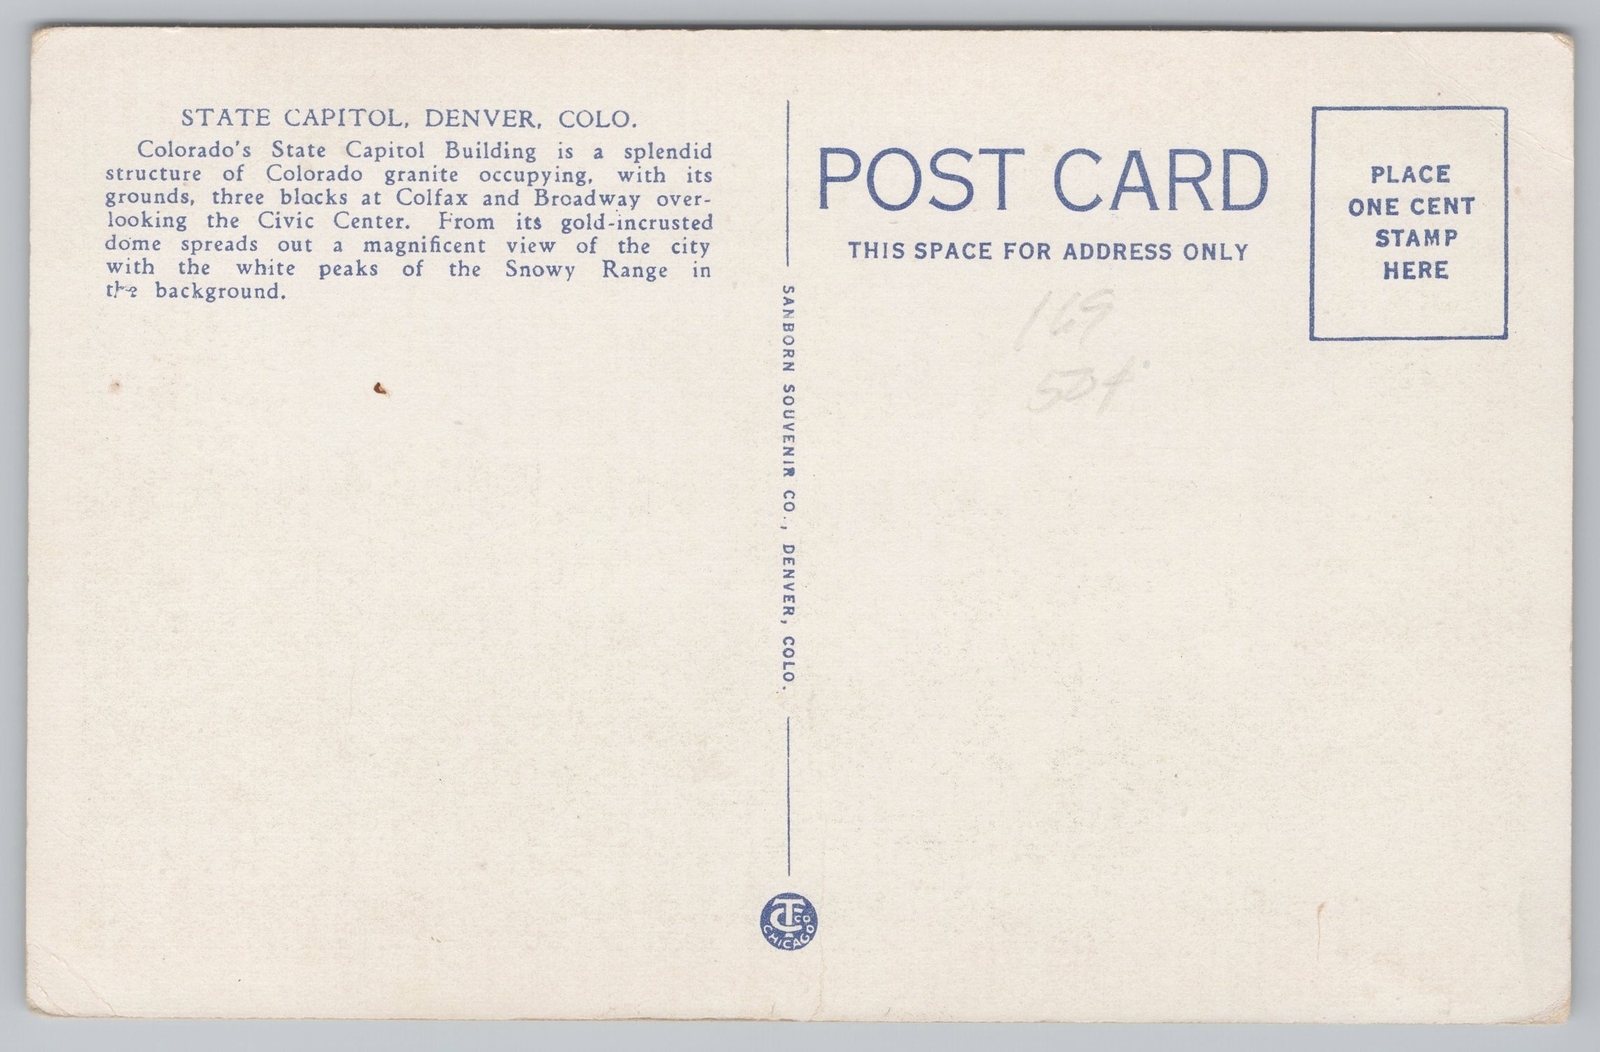 STATE CAPITOL, DENVER, COLO.
Colorado's State Capitol Building is a splendid
structure of Colorado granite occupying, with its
grounds, three blocks at Colfax and Broadway over-
looking the Civic Center. From its gold-incrusted
dome spreads out a magnificent view of the city
with the white peaks of the Snowy Range in
the background.
SANBORN SOUVENIR CO., DENVER, COLO.
CT CO
CHICAGO
POST CARD
THIS SPACE FOR ADDRESS ONLY
PLACE
ONE CENT
STAMP
HERE